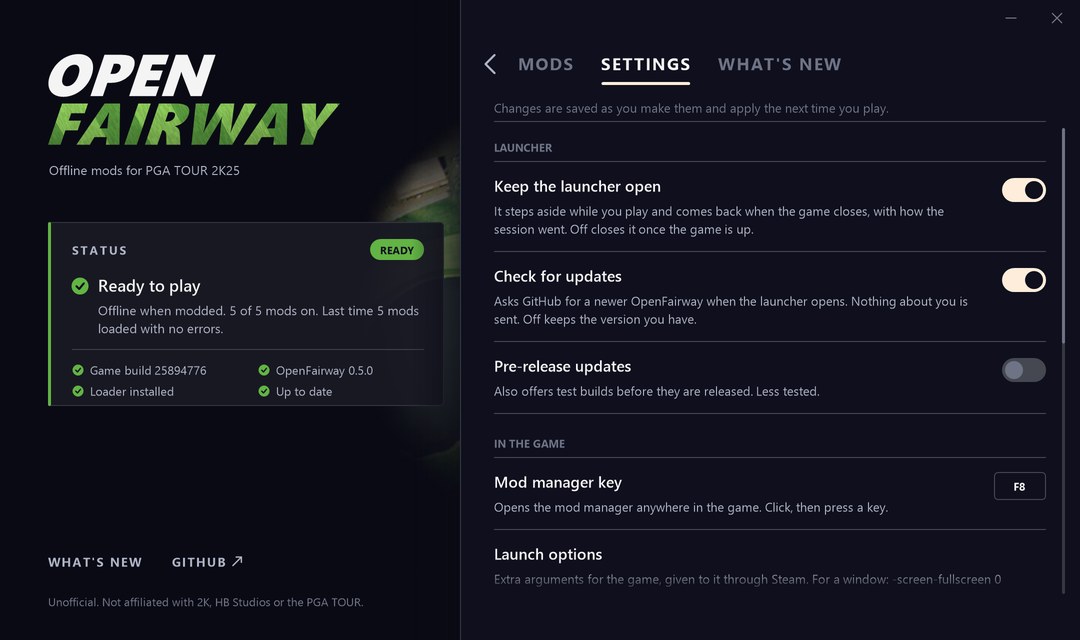 OPEN
FAIRWAY
Offline mods for PGA TOUR 2K25
STATUS
READY
Ready to play
Offline when modded. 5 of 5 mods on. Last time 5 mods
loaded with no errors.
Game build 25894776
OpenFairway 0.5.0
Loader installed
Up to date
WHAT'S NEW
GITHUB
Unofficial. Not affiliated with 2K, HB Studios or the PGA TOUR.
MODS
SETTINGS
WHAT'S NEW
Changes are saved as you make them and apply the next time you play.
LAUNCHER
Keep the launcher open
It steps aside while you play and comes back when the game closes, with how the
session went. Off closes it once the game is up.
Check for updates
Asks GitHub for a newer OpenFairway when the launcher opens. Nothing about you is
sent. Off keeps the version you have.
Pre-release updates
Also offers test builds before they are released. Less tested.
IN THE GAME
Mod manager key
F8
Opens the mod manager anywhere in the game. Click, then press a key.
Launch options
Extra arguments for the game, given to it through Steam. For a window: -screen-fullscreen 0